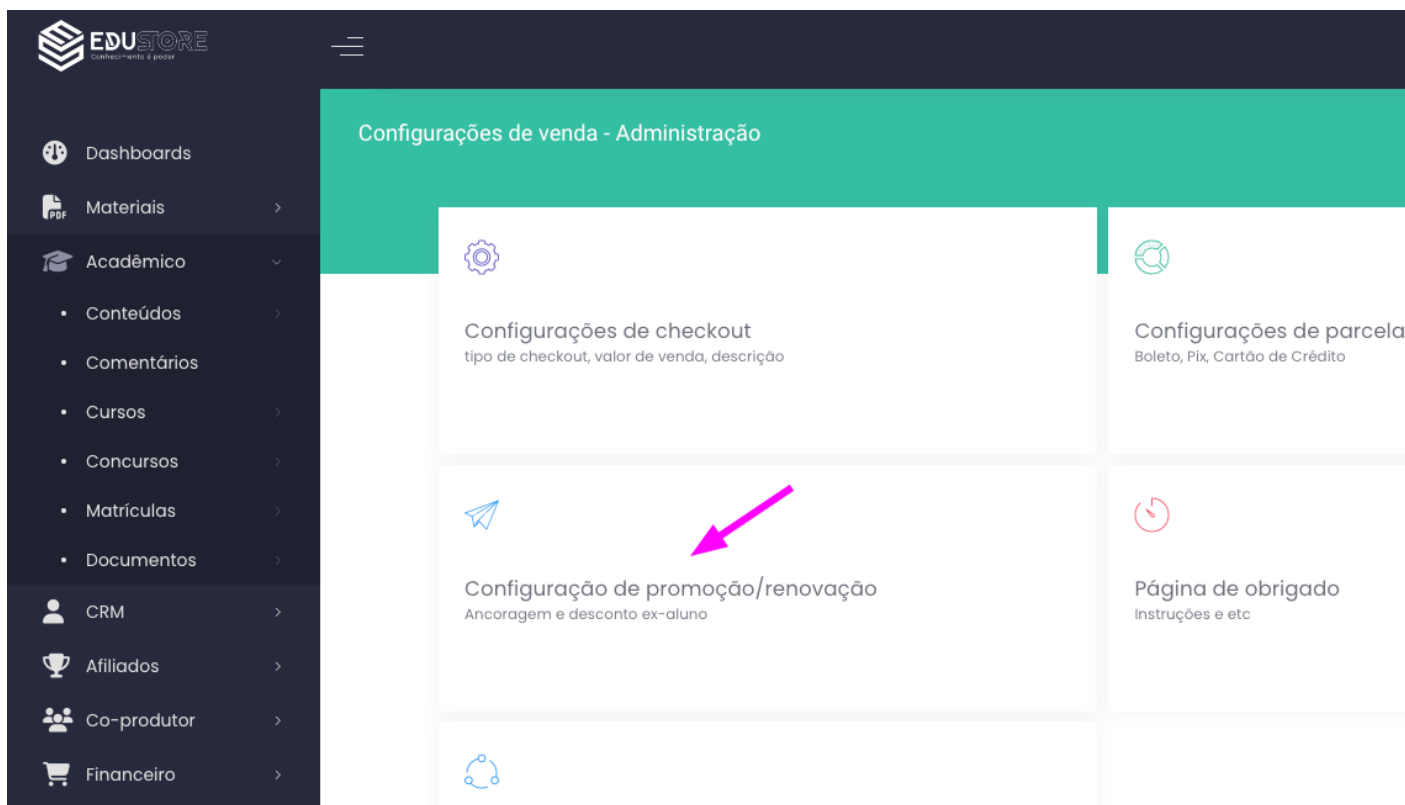 EDUSTORE
Conhecimento é poder
Configurações de venda - Administração
Dashboards
PDF
Materiais
Acadêmico
Conteúdos
Comentários
Cursos
Concursos
Matrículas
Documentos
CRM
Afiliados
Co-produtor
Financeiro
Configurações de checkout
tipo de checkout, valor de venda, descrição
Configurações de parcela
Boleto, Pix, Cartão de Crédito
Configuração de promoção/renovação
Ancoragem e desconto ex-aluno
Página de obrigado
Instruções e etc